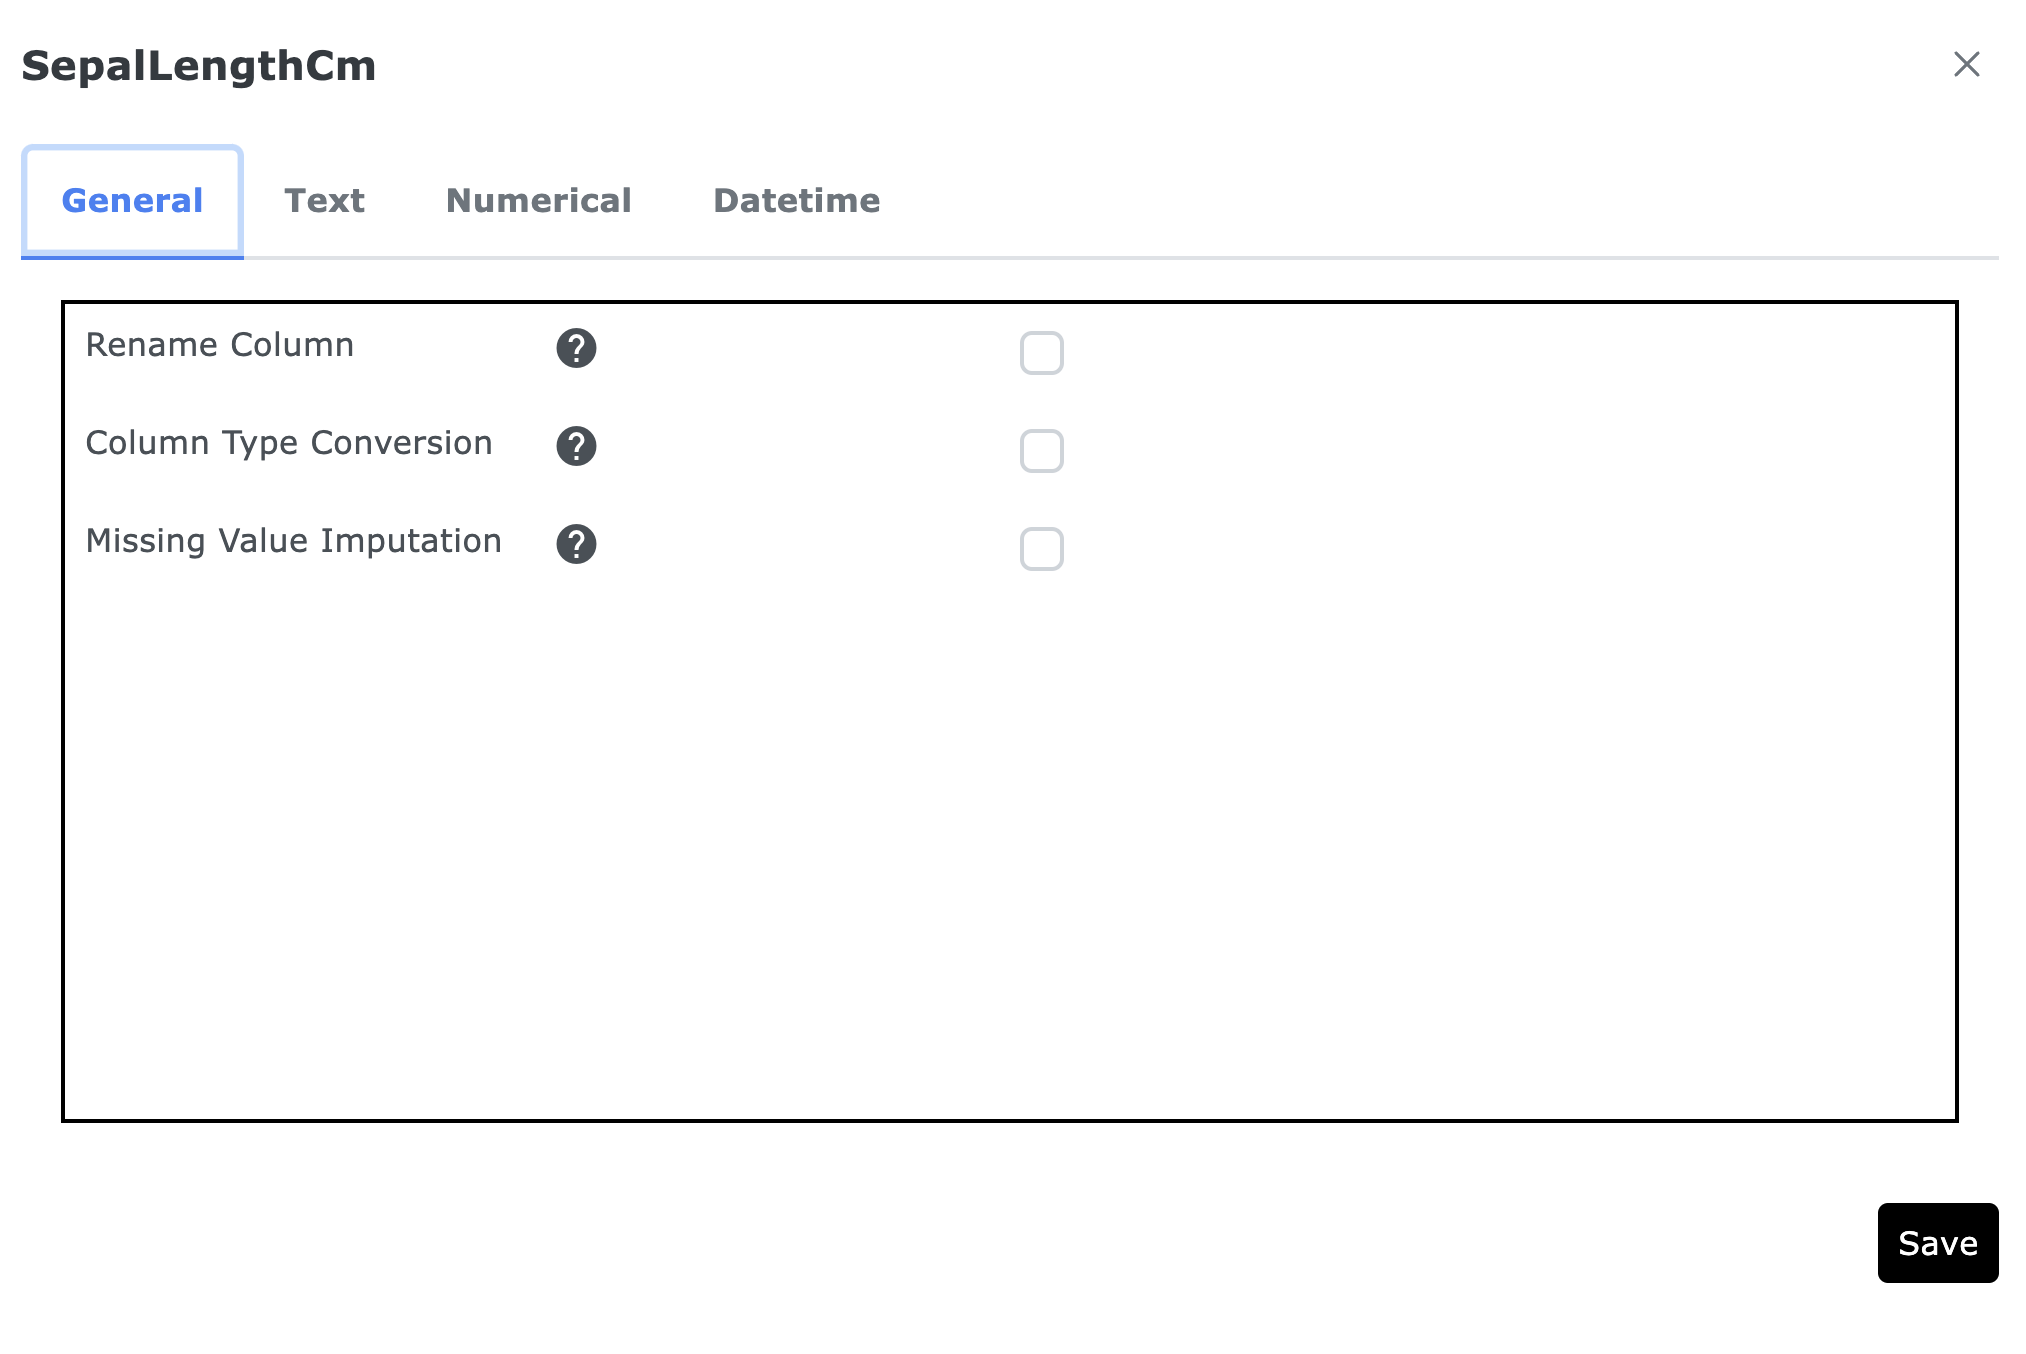 SepalLengthCm
General Text Numerical Datetime
Rename Column ?
Column Type Conversion ?
Missing Value Imputation ?
Save